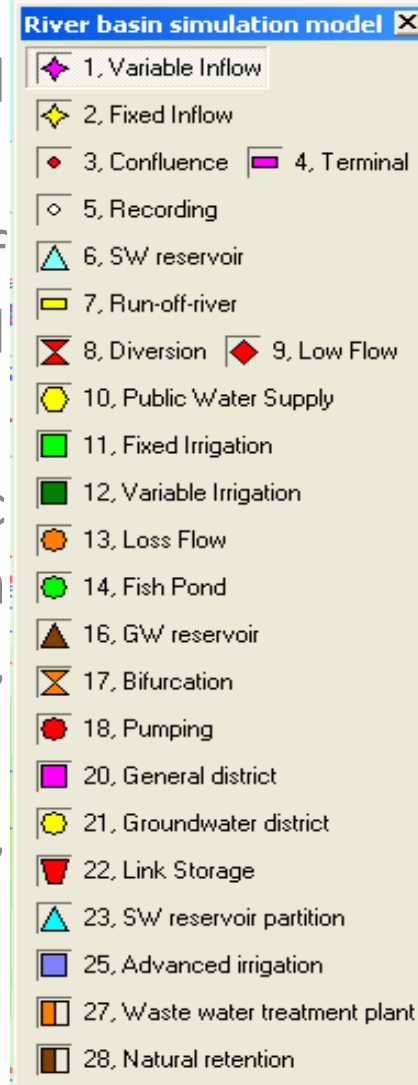 River basin simulation model
1, Variable Inflow
2, Fixed Inflow
3, Confluence 4, Terminal
5, Recording
6, SW reservoir
7, Run-off-river
8, Diversion 9, Low Flow
10, Public Water Supply
11, Fixed Irrigation
12, Variable Irrigation
13, Loss Flow
14, Fish Pond
16, GW reservoir
17, Bifurcation
18, Pumping
20, General district
21, Groundwater district
22, Link Storage
23, SW reservoir partition
25, Advanced irrigation
27, Waste water treatment plant
28, Natural retention